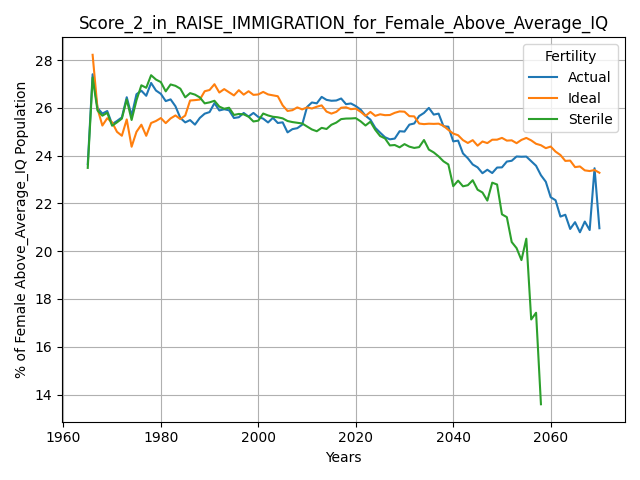 Score_2_in_RAISE_IMMIGRATION_for_Female_Above_Average_IQ
% of Female Above_Average_IQ Population
28
26
24
22
20
18
16
14
Fertility
Actual
Ideal
Sterile
1960 1980 2000 2020 2040 2060
Years